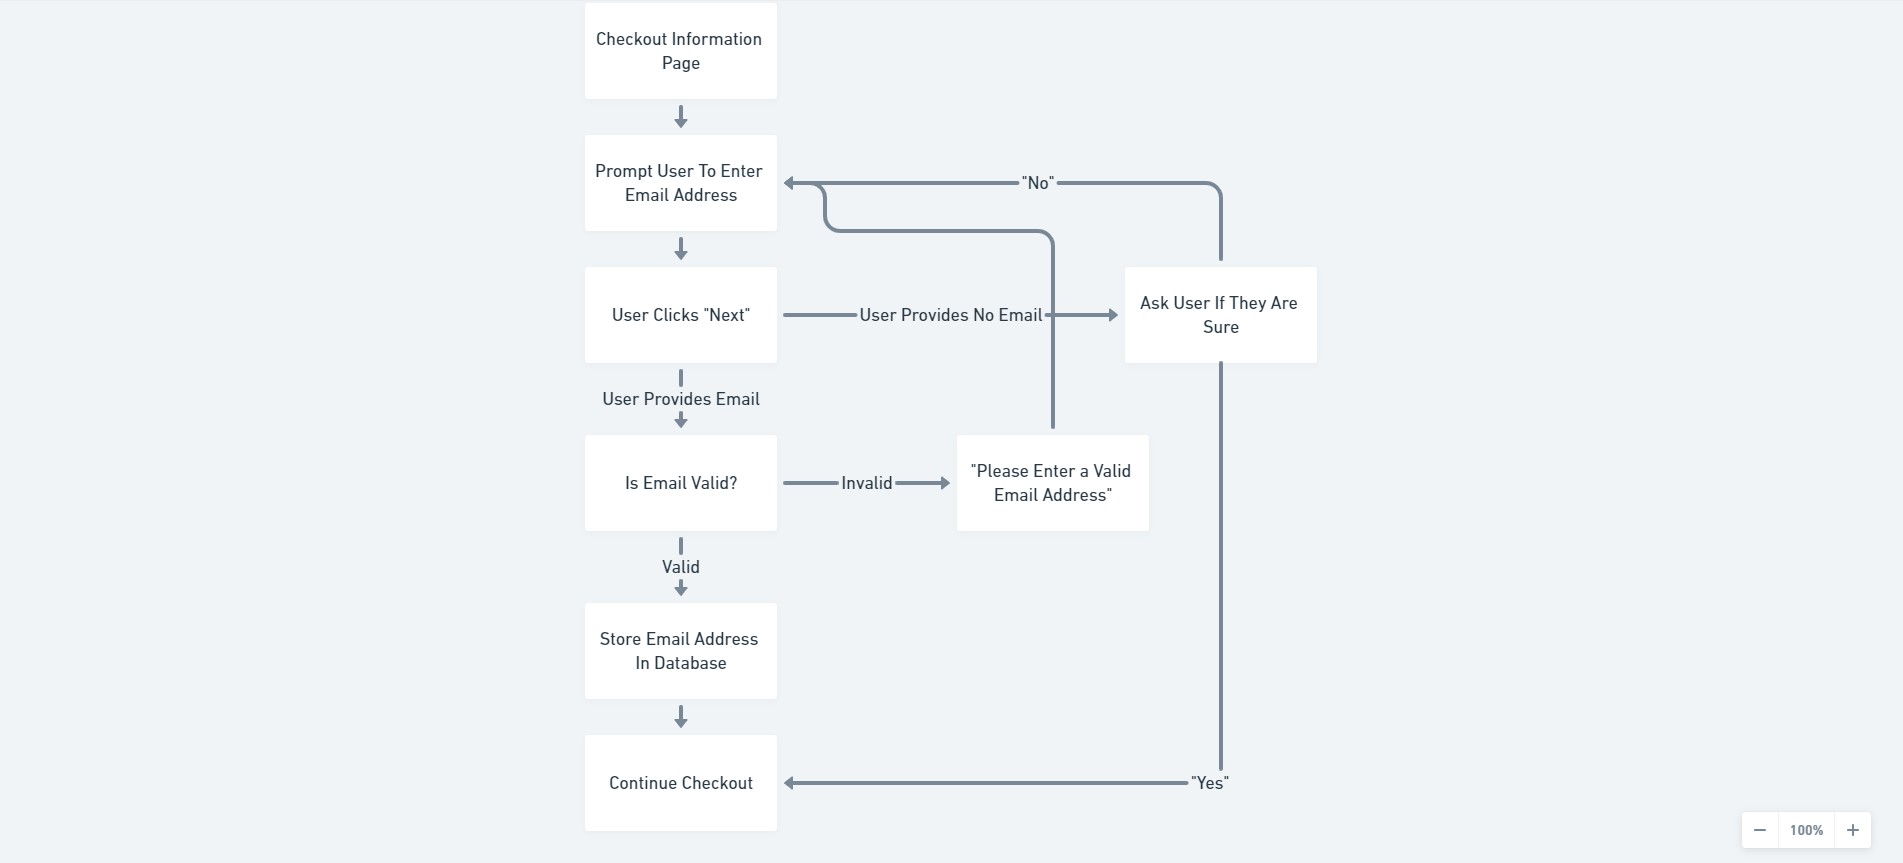 Checkout Information
Page
Prompt User To Enter
Email Address
"No"
User Clicks "Next"
User Provides No Email
Ask User If They Are
Sure
User Provides Email
Is Email Valid?
Invalid
"Please Enter a Valid
Email Address"
Valid
Store Email Address
In Database
Continue Checkout
"Yes"
100%